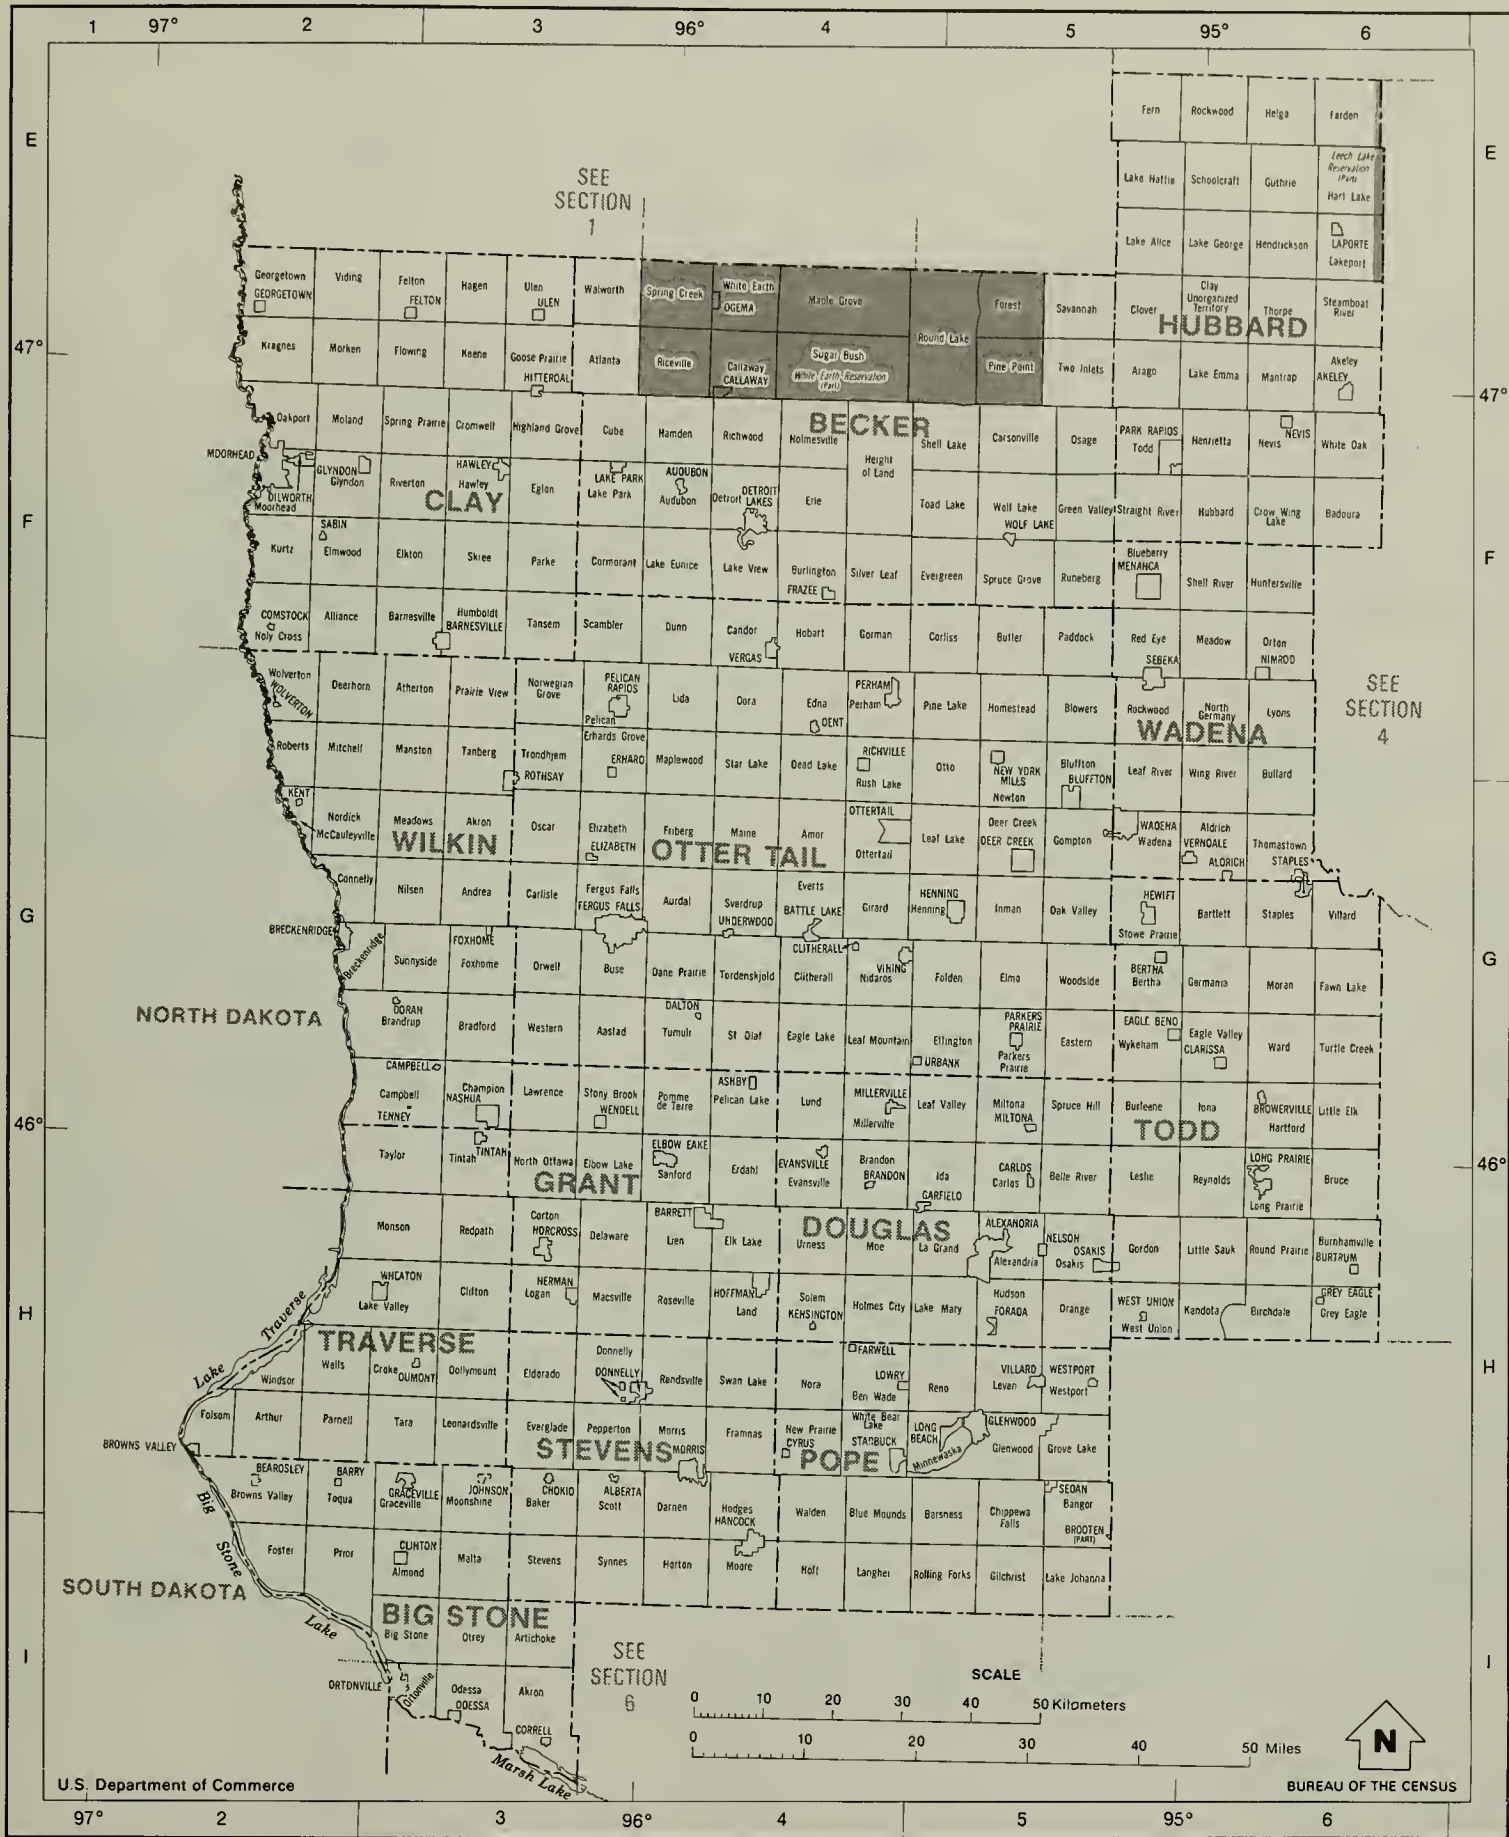 1 97° 2 3 96° 4 5 95° 6
E E
Fern Rockwood Helga Farden
SEE
SECTION
1
Lake Hattie Schoolcraft Guthrie
Leech Lake
Reservation
(Part)
Hart Lake
Lake Alice Lake George Hendrickson
LAPORTE
Lakeport
Georgetown Viding Felton Hagen Ulen Walworth Spring Creek White Earth Maple Grove Forest Savannah
GEORGETOWN FELTON ULEN OGEMA
Clover
Clay
Unorganized
Territory
Thorpe
Steamboat
River
HUBBARD
47° 47°
Kragnes Morken Flowing Keene Goose Prairie Atlanta Riceville Callaway Sugar Bush Round Lake Pine Point Two Inlets Arago Lake Emma Mantrap Akeley
HITTERDAL CALLAWAY AKELEY
White Earth Reservation
(Part)
BECKER
Oakport Moland Spring Prairie Cromwell Highland Grove Cube Hamden Richwood Holmesville Shell Lake Carsonville Osage
Height
of Land
PARK RAPIDS
Todd
Henrietta Nevis White Oak
NEVIS
MOORHEAD
DILWORTH
Moorhead
GLYNDON
Glyndon
Riverton
HAWLEY
Hawley
CLAY
Eglon
LAKE PARK
Lake Park
AUDUBON
Audubon
Detroit
DETROIT
LAKES
Erie Toad Lake Wolf Lake Green Valley Straight River Hubbard
WOLF LAKE
Crow Wing
Lake
Badoura
F F
SABIN
Kurtz Elmwood Elkton Skree Parke Cormorant Lake Eunice Lake View Burlington Silver Leaf Evergreen Spruce Grove Runeberg Blueberry Shell River Huntersville
FRAZEE MENAHGA
COMSTOCK
Holy Cross Alliance Barnesville Humboldt Tansem Scambler Dunn Candor Hobart Gorman Corliss Butler Paddock Red Eye Meadow Orton
BARNESVILLE VERGAS SEBEKA NIMROD
Wolverton
WOLVERTON
Deerhorn Atherton Prairie View
Norwegian
Grove
PELICAN
RAPIDS
Pelican
Lida Dora Edna
DENT
PERHAM
Perham
Pine Lake Homestead Blowers Rockwood
North
Germany
Lyons
WADENA
SEE
SECTION
4
Roberts Mitchell Manston Tanberg Trondhjem
ROTHSAY
Erhards Grove
ERHARD
Maplewood Star Lake Dead Lake
RICHVILLE
Rush Lake
Otto
NEW YORK
MILLS
Newton
Bluffton
BLUFFTON
Leaf River Wing River Bullard
KENT
Nordick
McCauleyville
Meadows Akron Oscar Elizabeth Friberg Maine Amor
ELIZABETH
WILKIN OTTER TAIL
OTTERTAIL
Ottertail
Leaf Lake
Deer Creek
DEER CREEK
Compton
WADENA
Wadena
Aldrich
VERNDALE
ALDRICH
Thomastown
STAPLES
G G
Connelly Nilsen Andrea Carlisle
Fergus Falls
FERGUS FALLS
Aurdal Sverdrup
UNDERWOOD
Everts
BATTLE LAKE
Girard
HENNING
Henning
Inman Oak Valley
Stowe Prairie
Bartlett Staples Villard
BRECKENRIDGE
Breckenridge
Sunnyside
FOXHOME
Foxhome
Orwell Buse Dane Prairie Tordenskjold
CLITHERALL
Clitherall
Nidaros
Folden Elmo Woodside
BERTHA
Bertha
Germania Moran Fawn Lake
NORTH DAKOTA
DORAN
Brandrup
Bradford Western Aastad
DALTON
Tumuli
St Olaf Eagle Lake Leaf Mountain Effington
URBANK
PARKERS
PRAIRIE
Parkers
Prairie
Eastern
EAGLE BEND
Wykeham
Eagle Valley
CLARISSA
Ward Turtle Creek
CAMPBELL
Campbell
TENNEY
Champion
NASHUA
Lawrence
Stony Brook
WENDELL
Pomme
de Terre
ASHBY
Pelican Lake
Lund
MILLERVILLE
Millerville
Leaf Valley
Miltona
MILTONA
Spruce Hill Burleene Iona
BROWERVILLE
Hartford
Little Elk
TODD
46° 46°
Taylor
Tintah
TINTAH
North Ottawa Elbow Lake
GRANT
ELBOW LAKE
Sanford
Erdahl
EVANSVILLE
Evansville
Brandon
BRANDON
Ida
GARFIELD
CARLOS
Carlos
Belle River Leslie Reynolds
LONG PRAIRIE
Long Prairie
Bruce
Monson Redpath
Gorton
NORCROSS
Delaware
BARRETT
Lien
Elk Lake
DOUGLAS
Urness Moe La Grand
ALEXANDRIA
Alexandria
NELSON
OSAKIS
Osakis
Gordon Little Sauk Round Prairie
Burnhamville
BURTRUM
WHEATON
Lake Valley
Clifton
HERMAN
Logan
Macsville Roseville
HOFFMAN
Land
Solem
KENSINGTON
Holmes City Lake Mary
Hudson
FORADA
Orange
WEST UNION
West Union
Kandota Birchdale
GREY EAGLE
Grey Eagle
H H
Lake Traverse
TRAVERSE
Windsor Wells Croke
DUMONT
Dollymount Eldorado
Donnelly
DONNELLY
Rendsville Swan Lake Nora
FARWELL
LOWRY
Ben Wade
Reno
VILLARD
Leven
WESTPORT
Westport
Folsom Arthur Parnell Tara Leonardsville Everglade Pepperton Morris
MORRIS
Framnas
STEVENS
New Prairie
CYRUS
White Bear
Lake
STARBUCK
POPE
LONG
BEACH
Minnewaska
GLENWOOD
Glenwood
Grove Lake
BROWNS VALLEY
BEARDSLEY
Browns Valley
BARRY
Toqua
GRACEVILLE
Graceville
JOHNSON
Moonshine
CHOKIO
Baker
ALBERTA
Scott
Darnen
Hodges
HANCOCK
Walden Blue Mounds Barsness
Chippewa
Falls
SEDAN
Bangor
BROOTEN
(PART)
Big Stone Lake
Foster Prior
CLINTON
Almond
Malta Stevens Synnes Horton Moore Hoff Langhei Rolling Forks Gilchrist Lake Johanna
SOUTH DAKOTA
BIG STONE
Big Stone Otrey Artichoke
I I
SEE
SECTION
6
ORTONVILLE
Ortonville
Odessa
ODESSA
Akron
CORRELL
Marsh Lake
SCALE
0 10 20 30 40 50 Kilometers
0 10 20 30 40 50 Miles
N
U.S. Department of Commerce
BUREAU OF THE CENSUS
97° 2 3 96° 4 5 95° 6